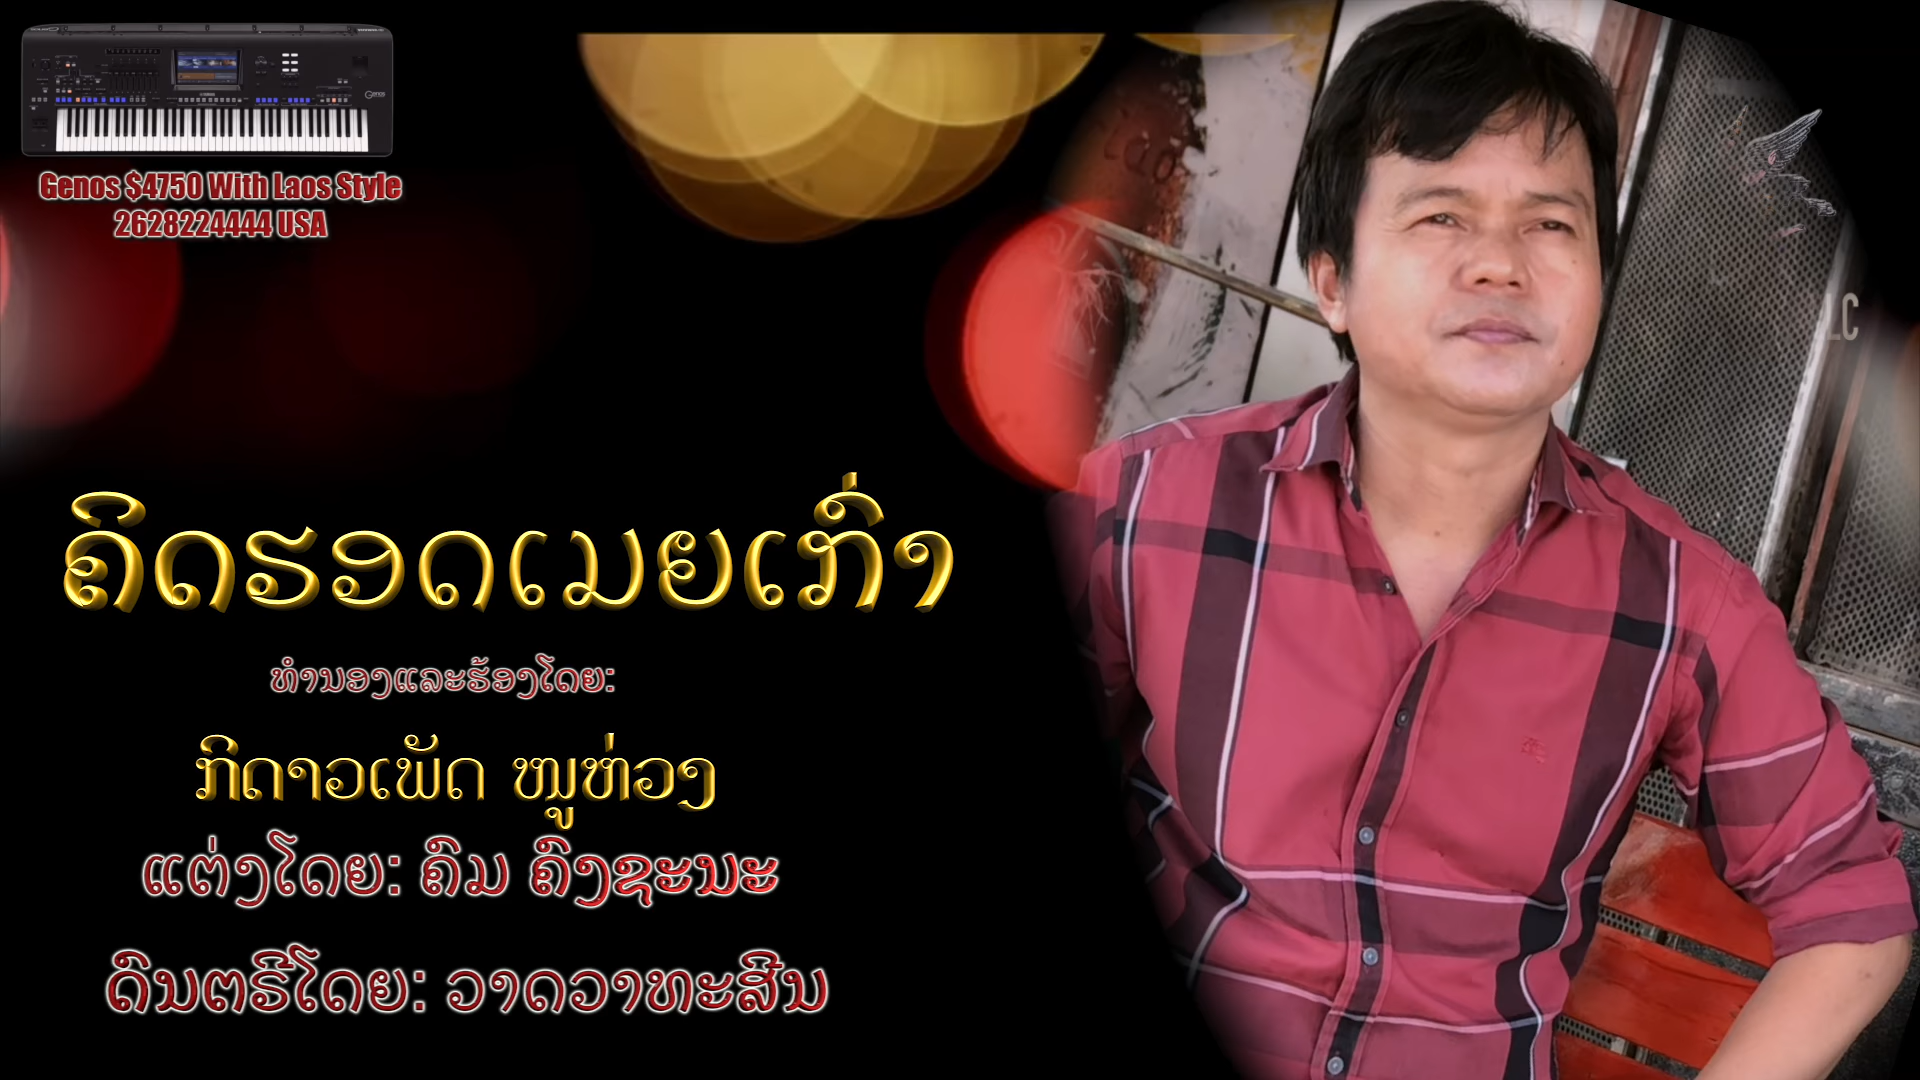 Genos
Genos $4750 With Laos Style
2628224444 USA
LC
ຄິດຮອດເມຍເກົ່າ
ທຳນອງແລະຮ້ອງໂດຍ:
ກິດາວເພັດ ໝູຫ່ວງ
ແຕ່ງໂດຍ: ຄົມ ຄົງຊະນະ
ດົນຕຣີໂດຍ: ວາດວາທະສິນ